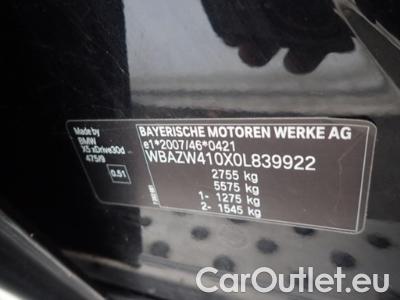 Made by
BMW
X5 xDrive30d
475/9
0.51
BAYERISCHE MOTOREN WERKE AG
e1*2007/46*0421
WBAZW410X0L839922
2755 kg
5575 kg
1- 1275 kg
2- 1545 kg
CarOutlet.eu